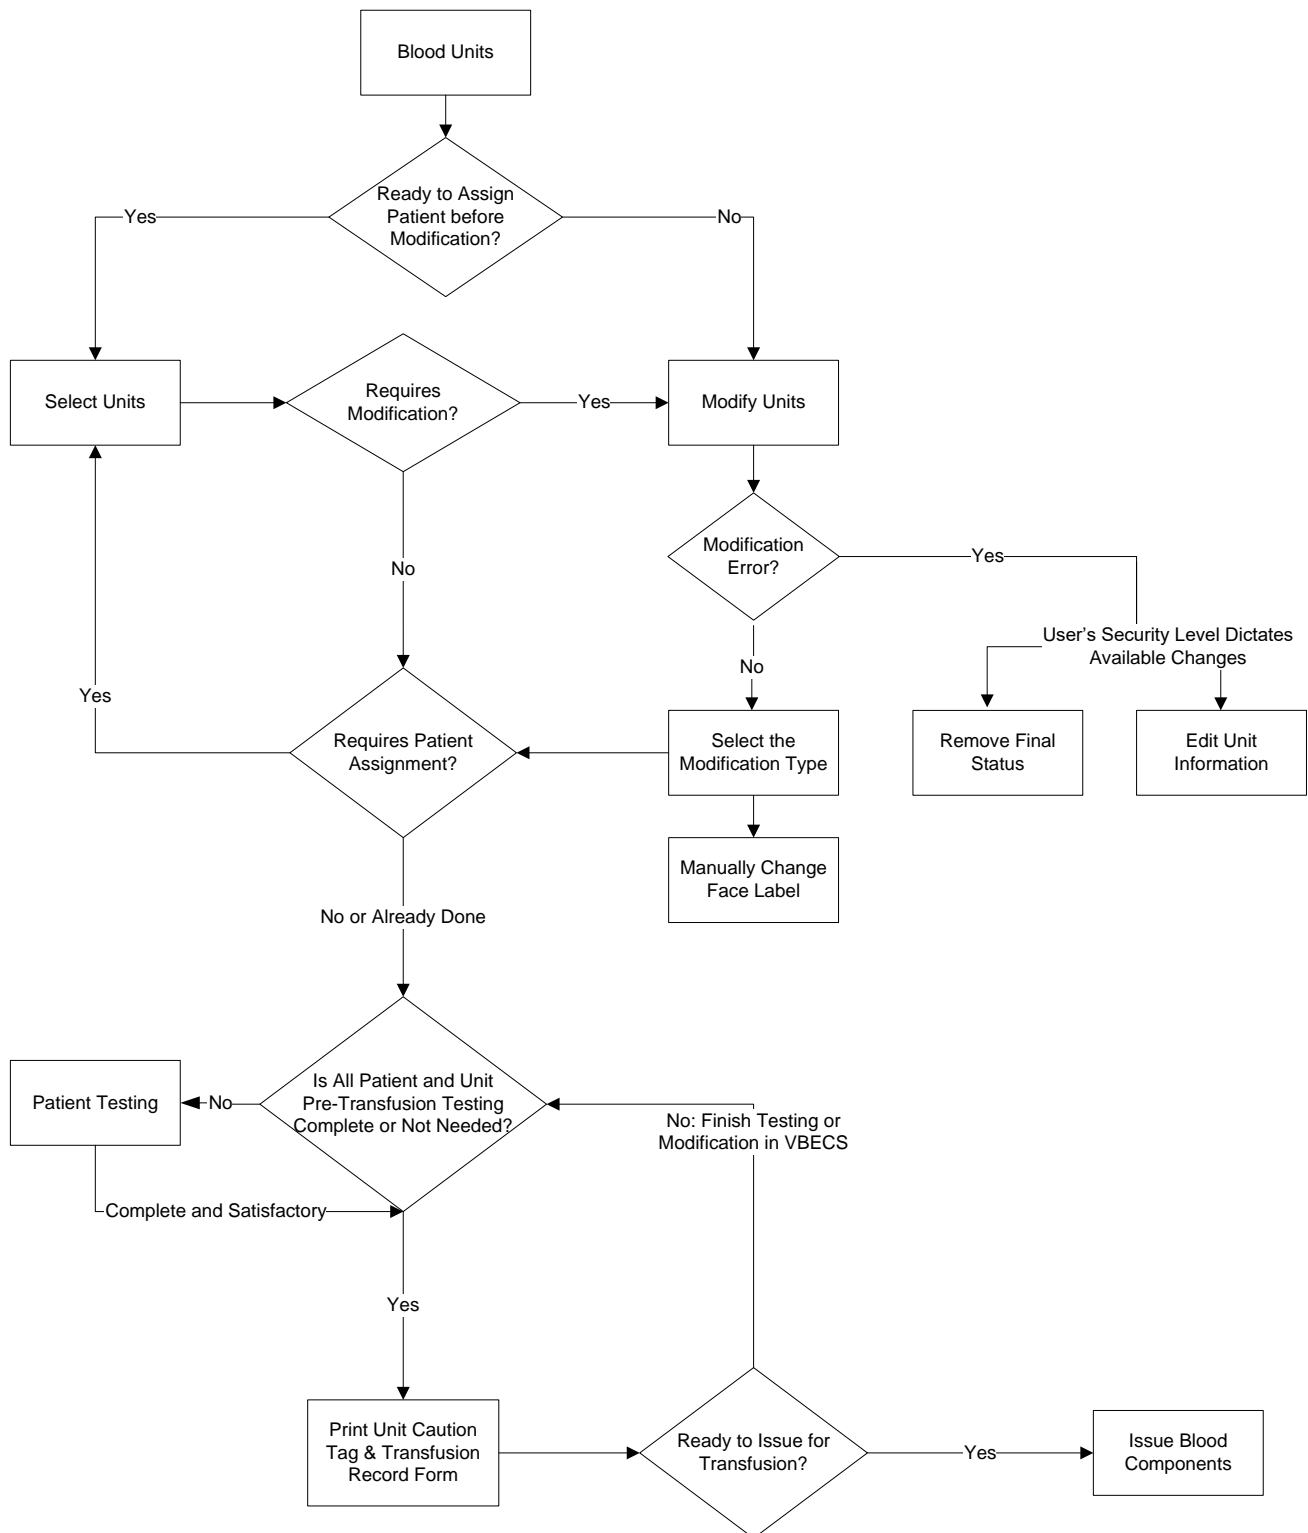 Blood Units
Ready to Assign
Patient before
Modification?
Yes
No
Select Units
Requires
Modification?
Yes
Modify Units
Modification
Error?
Yes
No
User's Security Level Dictates
Available Changes
No
Yes
Requires Patient
Assignment?
Select the
Modification Type
Remove Final
Status
Edit Unit
Information
Manually Change
Face Label
No or Already Done
Patient Testing
No
Is All Patient and Unit
Pre-Transfusion Testing
Complete or Not Needed?
No: Finish Testing or
Modification in VBECS
Complete and Satisfactory
Yes
Print Unit Caution
Tag & Transfusion
Record Form
Ready to Issue for
Transfusion?
Yes
Issue Blood
Components